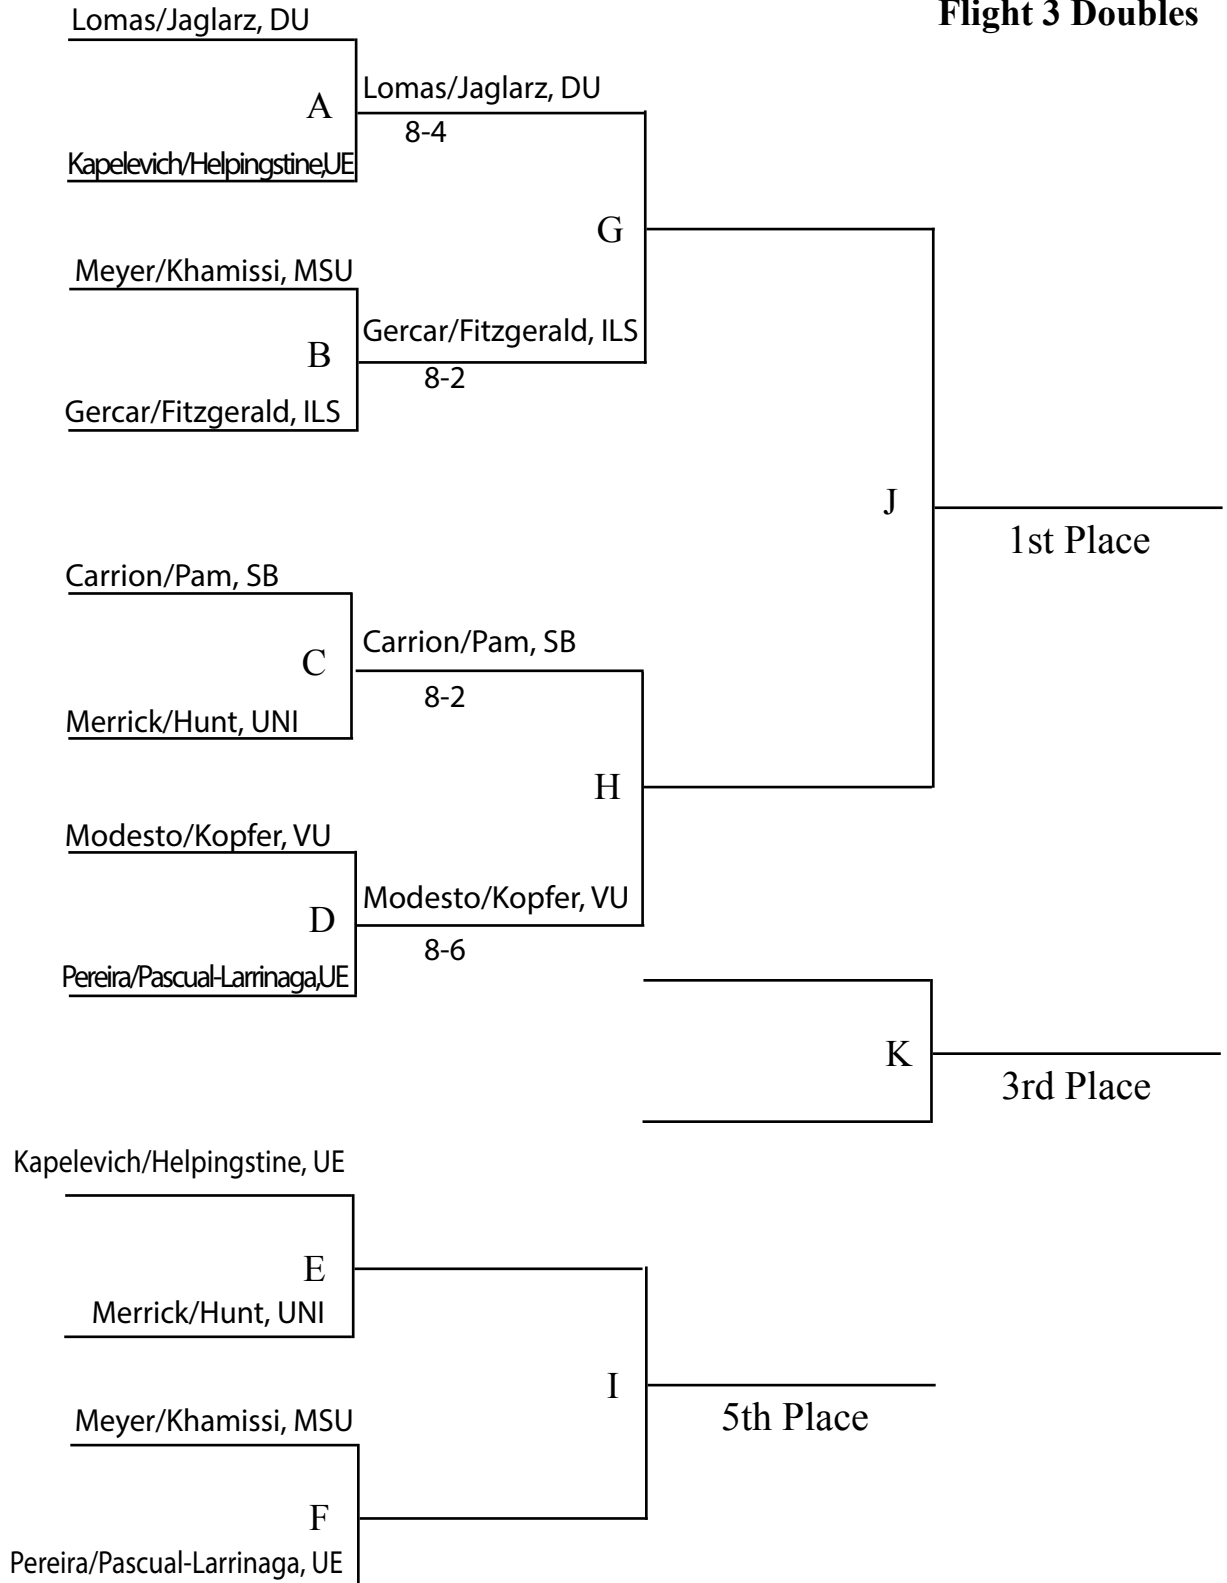 Flight 3 Doubles
Lomas/Jaglarz, DU
A
Lomas/Jaglarz, DU
8-4
Kapelevich/Helpingstine,UE
G
Meyer/Khamissi, MSU
B
Gercar/Fitzgerald, ILS
8-2
Gercar/Fitzgerald, ILS
J
1st Place
Carrion/Pam, SB
C
Carrion/Pam, SB
8-2
Merrick/Hunt, UNI
H
Modesto/Kopfer, VU
D
Modesto/Kopfer, VU
8-6
Pereira/Pascual-Larrinaga,UE
K
3rd Place
Kapelevich/Helpingstine, UE
E
Merrick/Hunt, UNI
I
5th Place
Meyer/Khamissi, MSU
F
Pereira/Pascual-Larrinaga, UE